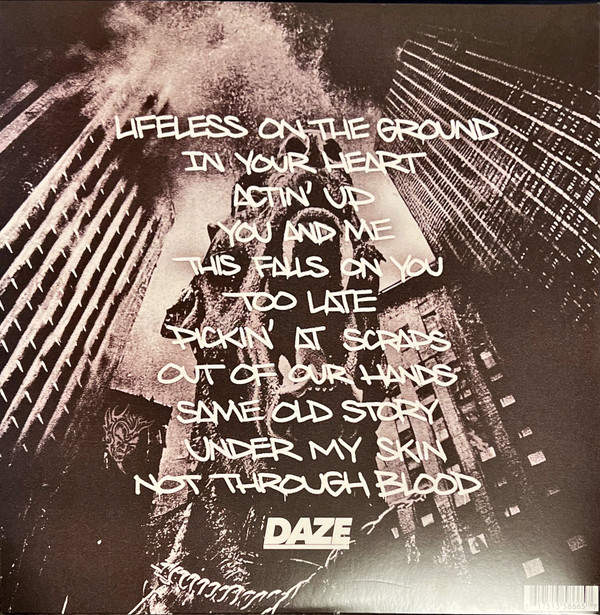 LIFELESS ON THE GROUND
IN YOUR HEART
ACTIN' UP
YOU AND ME
THIS FALLS ON YOU
TOO LATE
PICKIN' AT SCRAPS
OUT OF OUR HANDS
SAME OLD STORY
UNDER MY SKIN
NOT THROUGH BLOOD
DAZE